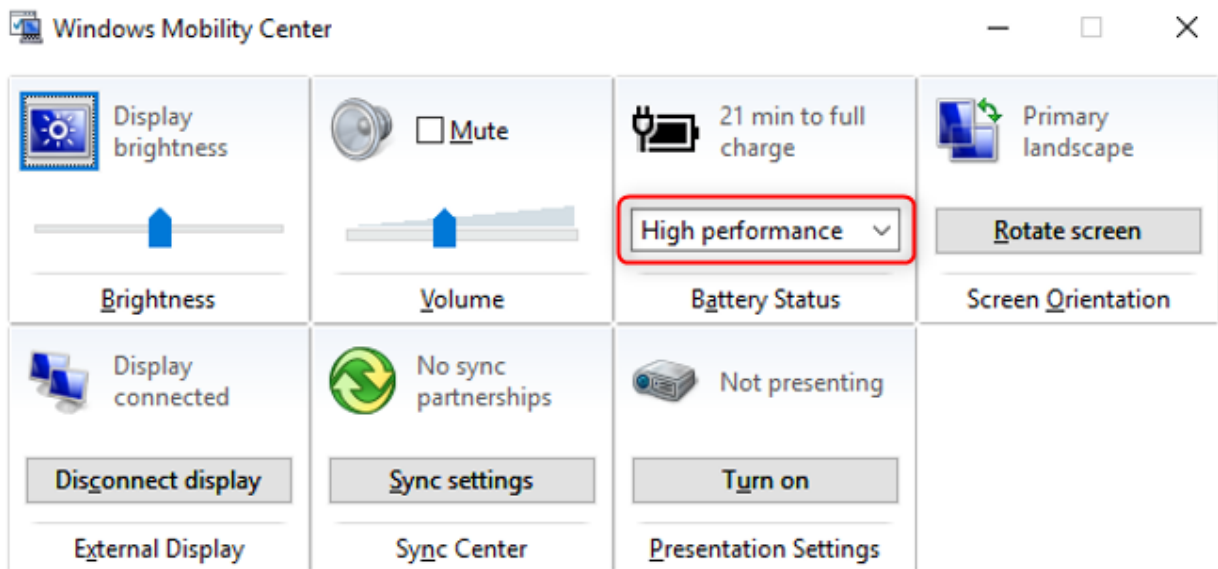 Windows Mobility Center
Display
brightness
Brightness
Mute
Volume
21 min to full
charge
High performance
Battery Status
Primary
landscape
Rotate screen
Screen Orientation
Display
connected
Disconnect display
External Display
No sync
partnerships
Sync settings
Sync Center
Not presenting
Turn on
Presentation Settings